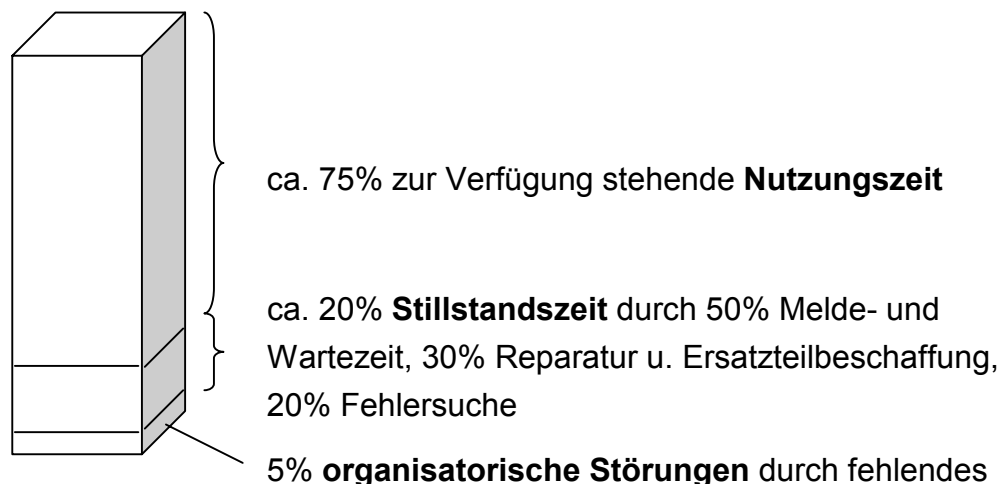 ca. 75% zur Verfügung stehende Nutzungszeit
ca. 20% Stillstandszeit durch 50% Melde- und
Wartezeit, 30% Reparatur u. Ersatzteilbeschaffung,
20% Fehlersuche
5% organisatorische Störungen durch fehlendes